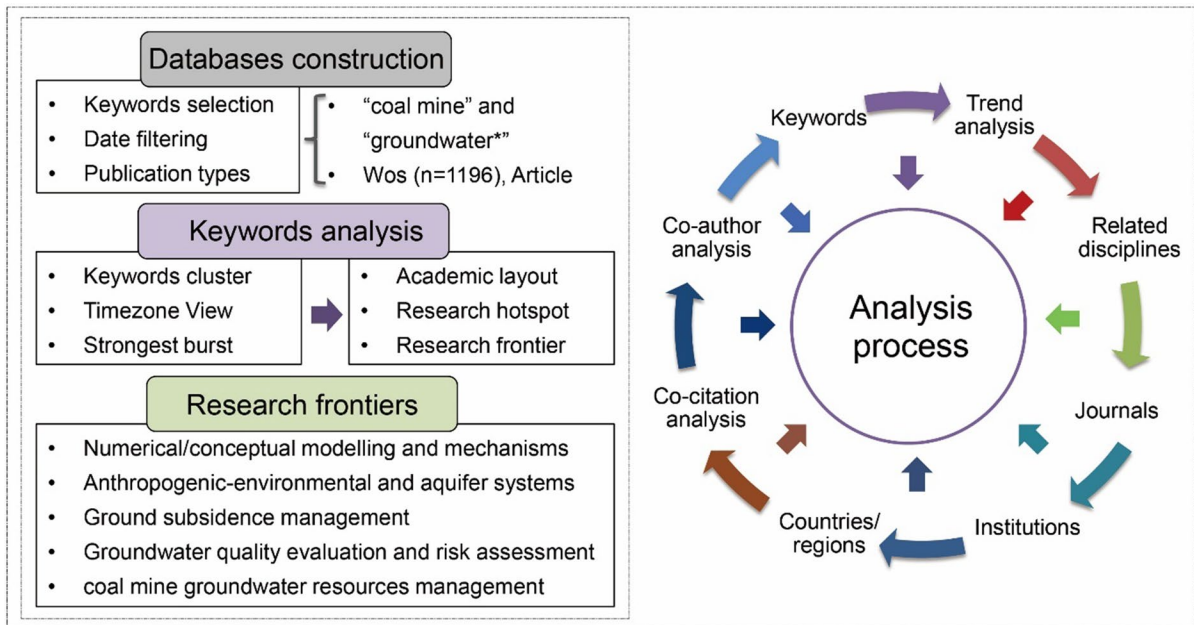 Databases construction
• Keywords selection
• Date filtering
• Publication types
• “coal mine” and
“groundwater*”
• Wos (n=1196), Article
Keywords analysis
• Keywords cluster
• Timezone View
• Strongest burst
• Academic layout
• Research hotspot
• Research frontier
Research frontiers
• Numerical/conceptual modelling and mechanisms
• Anthropogenic-environmental and aquifer systems
• Ground subsidence management
• Groundwater quality evaluation and risk assessment
• coal mine groundwater resources management
Keywords
Trend
analysis
Related
disciplines
Journals
Institutions
Countries/
regions
Co-citation
analysis
Co-author
analysis
Analysis
process